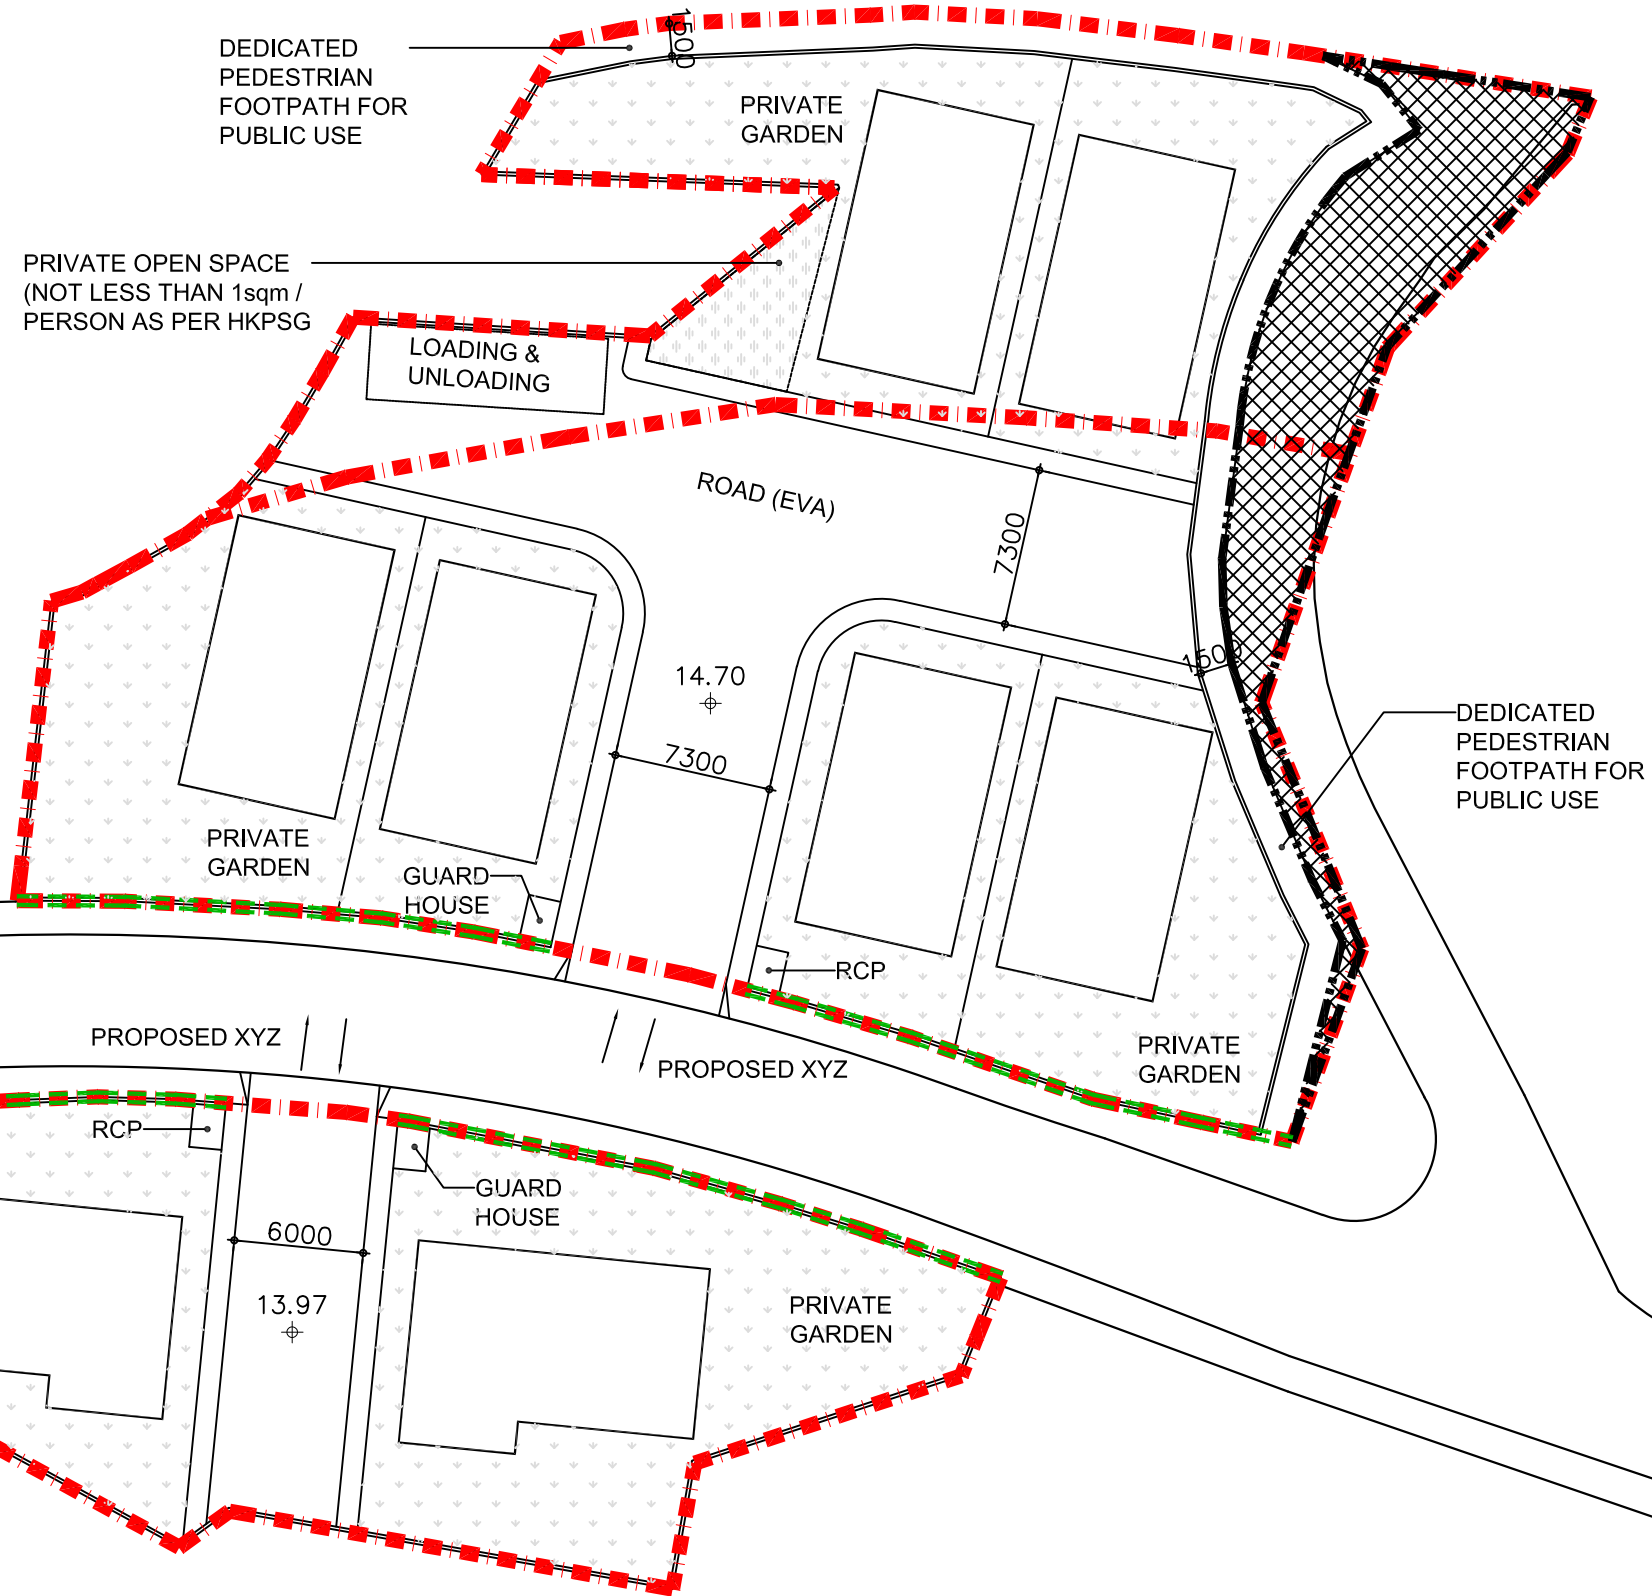 DEDICATED
PEDESTRIAN
FOOTPATH FOR
PUBLIC USE
1500
PRIVATE
GARDEN
PRIVATE OPEN SPACE
(NOT LESS THAN 1sqm /
PERSON AS PER HKPSG
LOADING &
UNLOADING
ROAD (EVA)
7300
14.70
7300
1500
DEDICATED
PEDESTRIAN
FOOTPATH FOR
PUBLIC USE
PRIVATE
GARDEN
GUARD
HOUSE
RCP
PROPOSED XYZ
PROPOSED XYZ
PRIVATE
GARDEN
RCP
GUARD
HOUSE
6000
13.97
PRIVATE
GARDEN